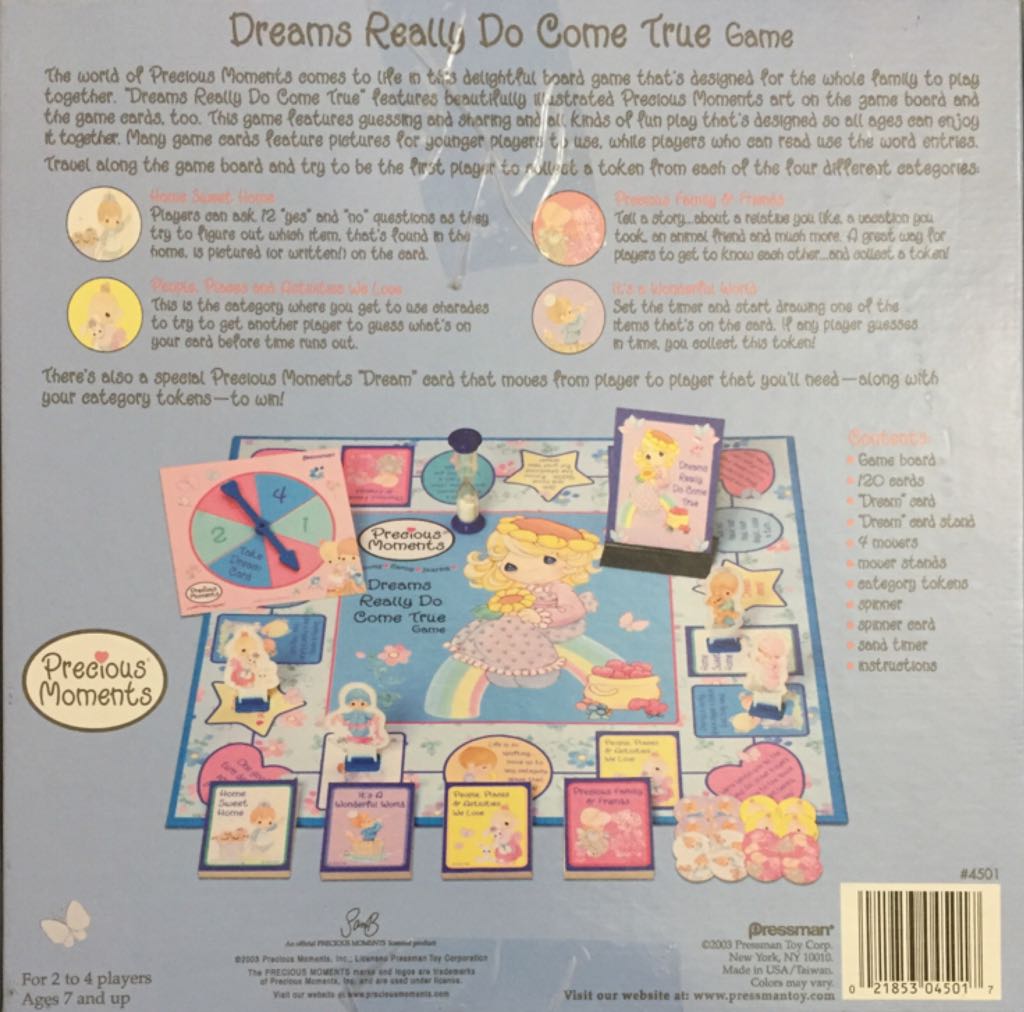 Dreams Really Do Come True Game
The world of Precious Moments comes to life in this delightful board game that's designed for the whole family to play
together. "Dreams Really Do Come True" features beautifully illustrated Precious Moments art on the game board and
the game cards, too. This game features guessing and sharing and all kinds of fun play that's designed so all ages can enjoy
it together. Many game cards feature pictures for younger players to use, while players who can read use the word entries.
Travel along the game board and try to be the first player to collect a token from each of the four different categories:
Home Sweet Home
Players can ask 12 "yes" and "no" questions as they
try to figure out which item, that's found in the
home, is pictured (or written!) on the card.
Precious Family & Friends
Tell a story...about a relative you like, a vacation you
took, an animal friend and much more. A great way for
players to get to know each other...and collect a token!
People, Places and Activities We Love
This is the category where you get to use charades
to try to get another player to guess what's on
your card before time runs out.
It's a Wonderful World
Set the timer and start drawing one of the
items that's on the card. If any player guesses
in time, you collect this token!
There's also a special Precious Moments "Dream" card that moves from player to player that you'll need—along with
your category tokens—to win!
Contents:
Game board
120 cards
"Dream" card
"Dream" card stand
4 movers
mover stands
category tokens
spinner
spinner card
sand timer
instructions
Pressman
4
1
2
Take
Dream
Card
Precious
Moments
Precious
Moments
Dreams
Really Do
Come True
Game
Dreams
Really
Do Come
True
Precious
Moments
Home
Sweet
Home
It's A
Wonderful World
People, Places
& Activities
We Love
Precious Family
& Friends
People, Places
& Activities
We Love
#4501
An official PRECIOUS MOMENTS licensed product
©2003 Precious Moments, Inc., Licensee Pressman Toy Corporation
The PRECIOUS MOMENTS marks and logos are trademarks
of Precious Moments, Inc. and are used under license.
Visit our website at www.preciousmoments.com
Pressman®
©2003 Pressman Toy Corp.
New York, NY 10010.
Made in USA/Taiwan.
Colors may vary.
Visit our website at: www.pressmantoy.com
For 2 to 4 players
Ages 7 and up
0 21853 04501 7